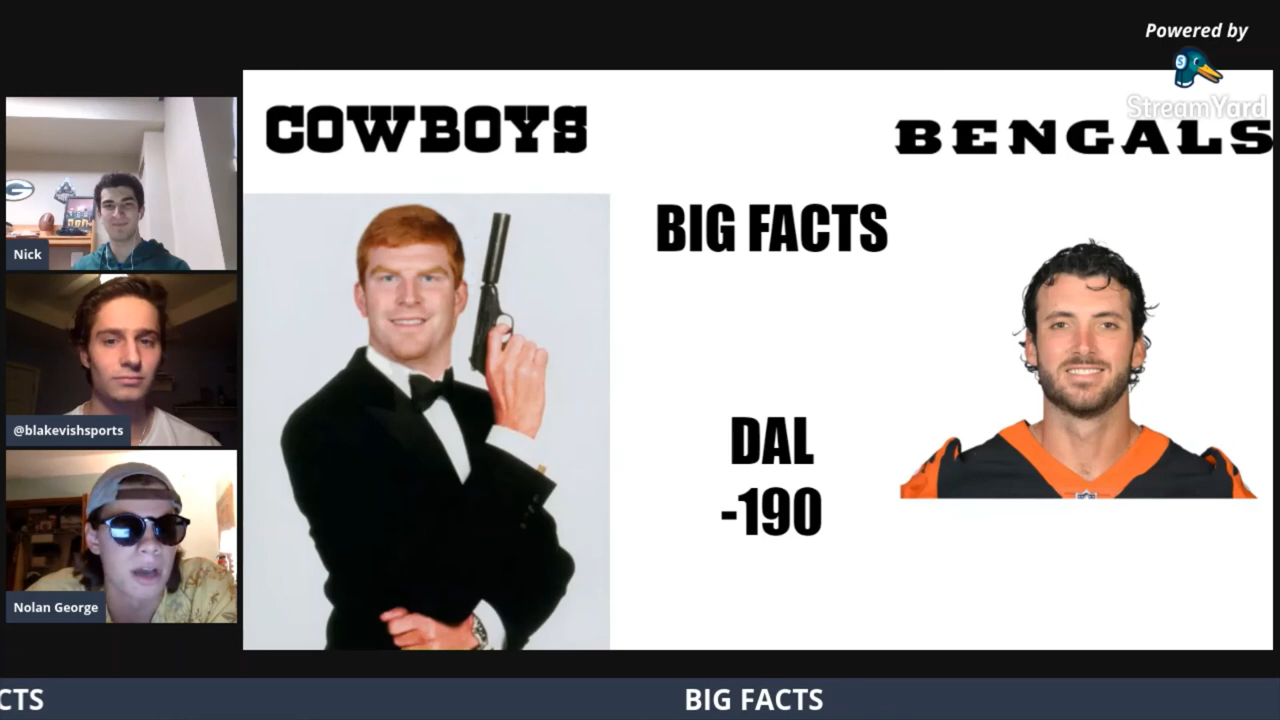 Powered by
StreamYard
COWBOYS
BENGALS
BIG FACTS
DAL
-190
Nick
@blakevishsports
Nolan George
CTS
BIG FACTS